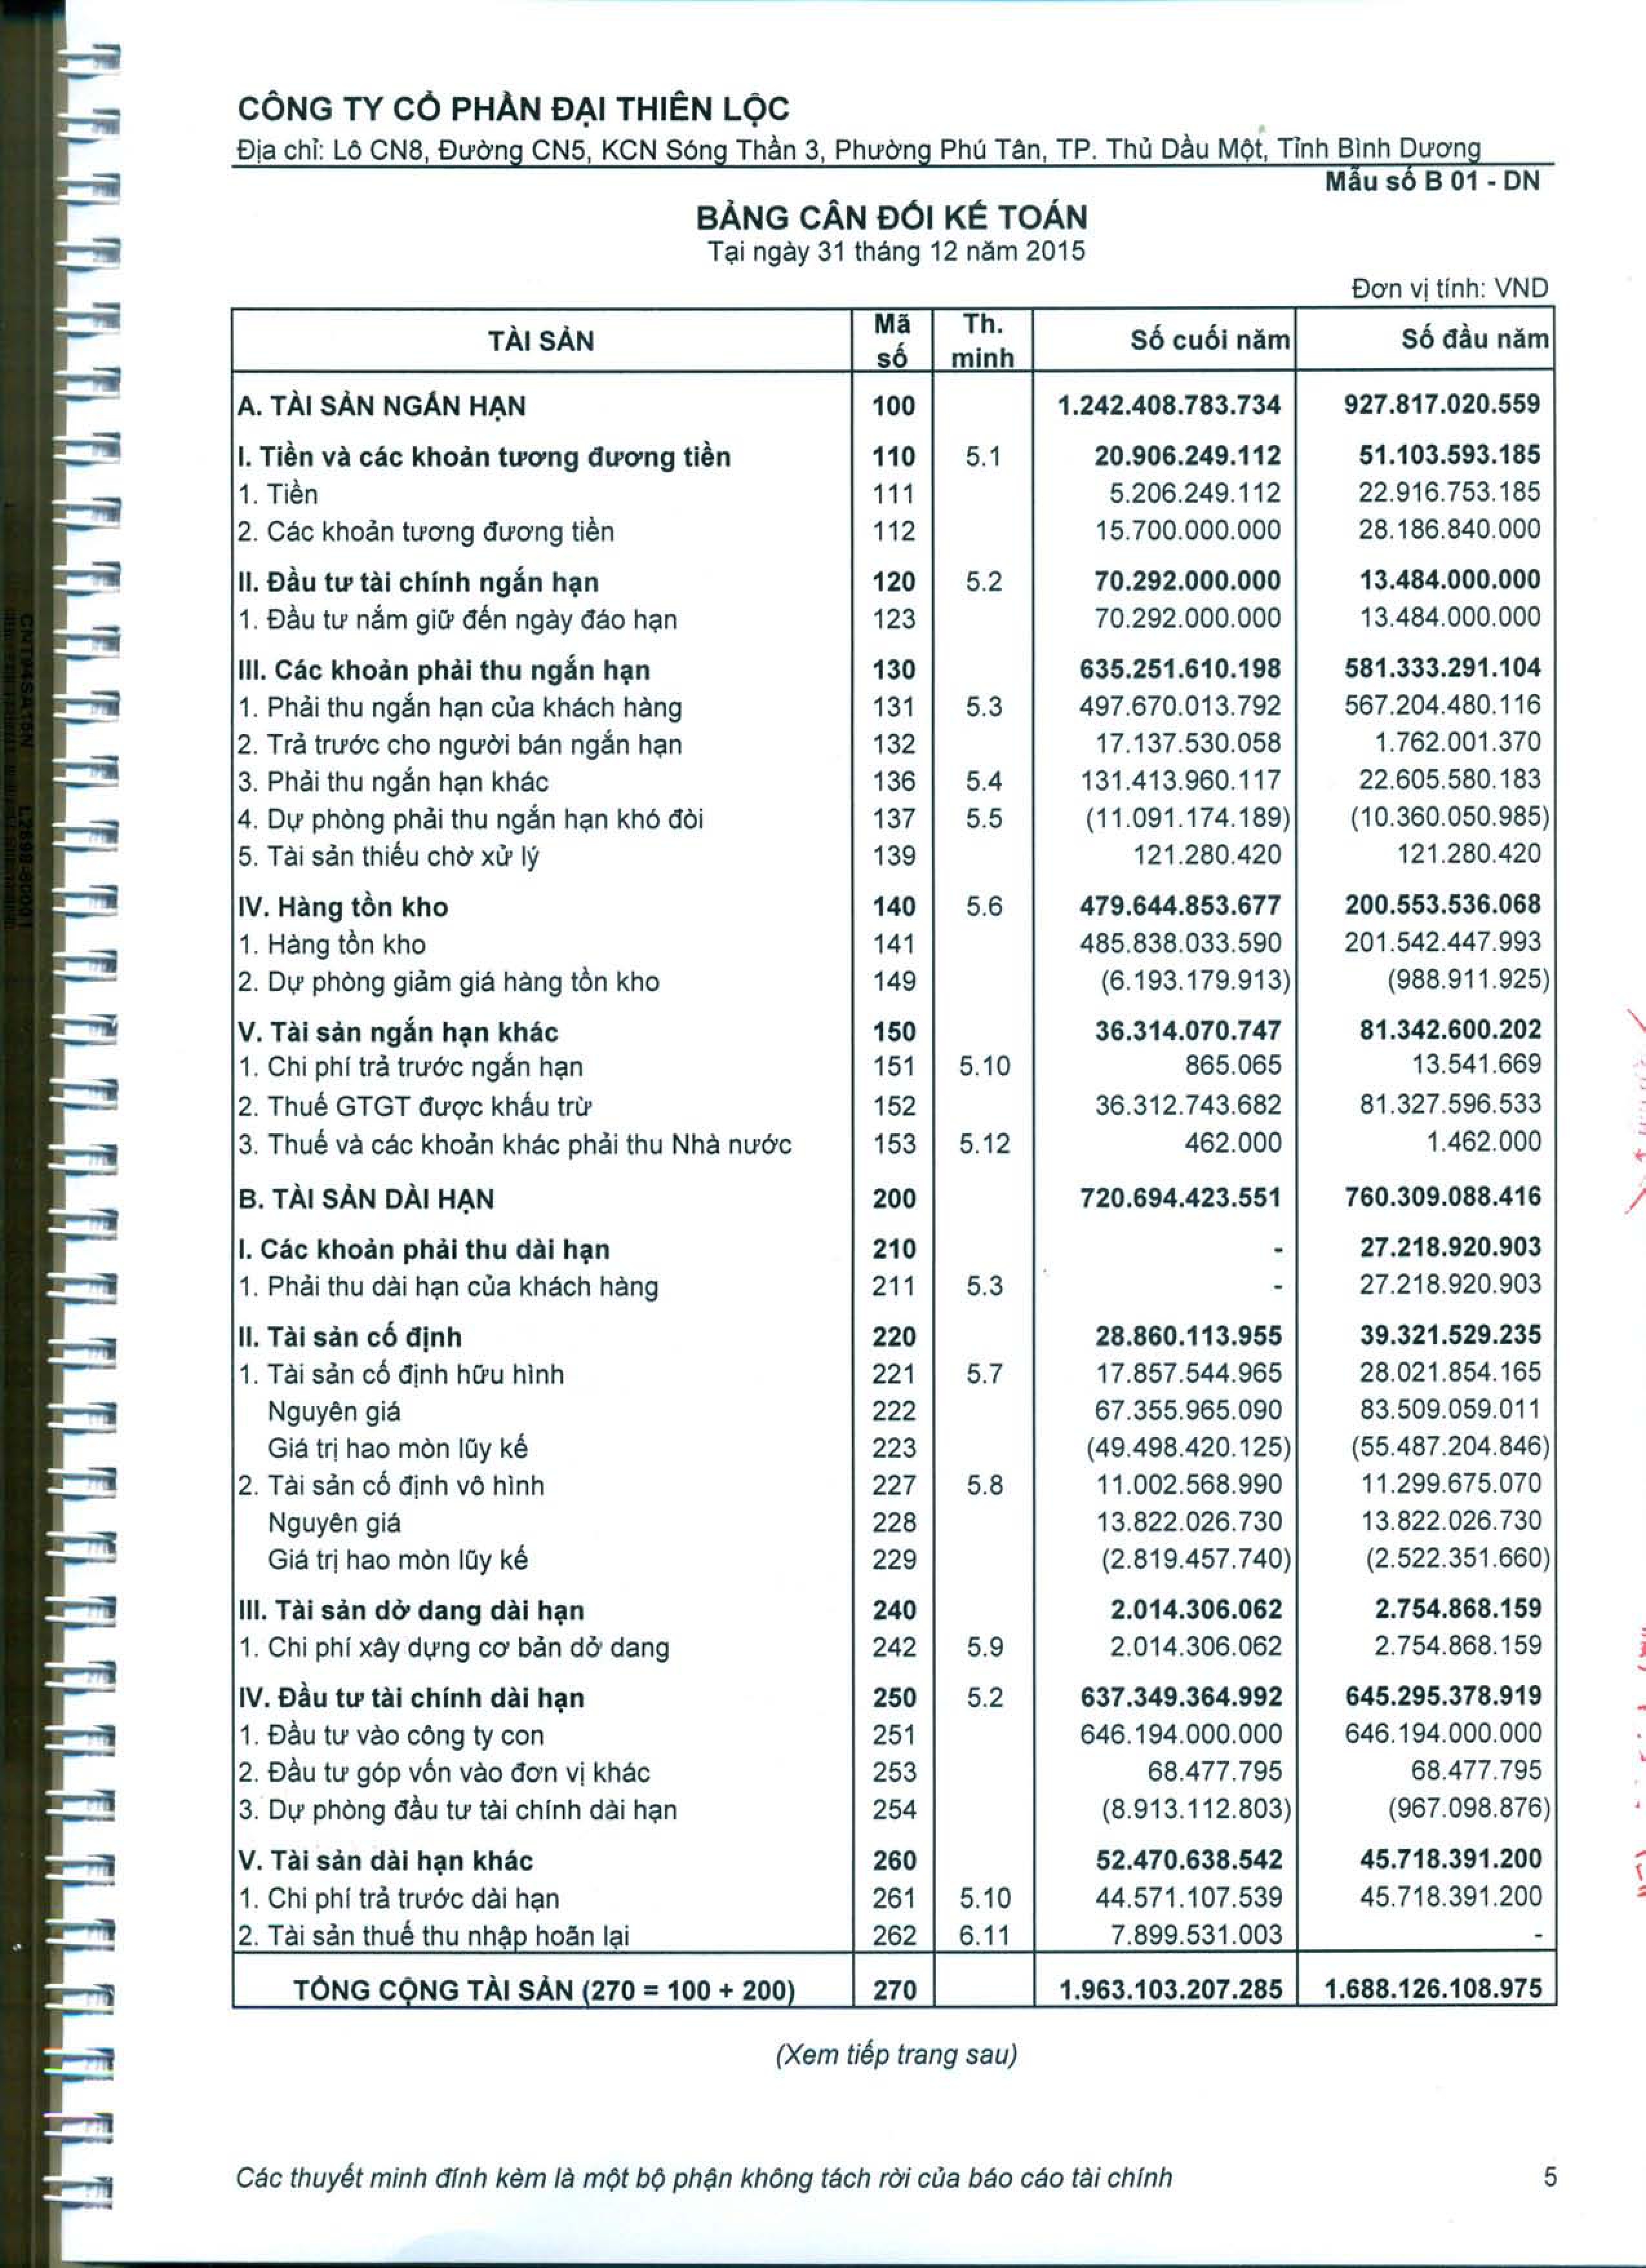 CÔNG TY CỔ PHẦN ĐẠI THIÊN LỘC
Địa chỉ: Lô CN8, Đường CN5, KCN Sóng Thần 3, Phường Phú Tân, TP. Thủ Dầu Một, Tỉnh Bình Dương
Mẫu số B 01 - DN
BẢNG CÂN ĐỐI KẾ TOÁN
Tại ngày 31 tháng 12 năm 2015
Đơn vị tính: VND
TÀI SẢN Mã số Th. minh Số cuối năm Số đầu năm
A. TÀI SẢN NGẮN HẠN 100 1.242.408.783.734 927.817.020.559
I. Tiền và các khoản tương đương tiền 110 5.1 20.906.249.112 51.103.593.185
1. Tiền 111 5.206.249.112 22.916.753.185
2. Các khoản tương đương tiền 112 15.700.000.000 28.186.840.000
II. Đầu tư tài chính ngắn hạn 120 5.2 70.292.000.000 13.484.000.000
1. Đầu tư nắm giữ đến ngày đáo hạn 123 70.292.000.000 13.484.000.000
III. Các khoản phải thu ngắn hạn 130 635.251.610.198 581.333.291.104
1. Phải thu ngắn hạn của khách hàng 131 5.3 497.670.013.792 567.204.480.116
2. Trả trước cho người bán ngắn hạn 132 17.137.530.058 1.762.001.370
3. Phải thu ngắn hạn khác 136 5.4 131.413.960.117 22.605.580.183
4. Dự phòng phải thu ngắn hạn khó đòi 137 5.5 (11.091.174.189) (10.360.050.985)
5. Tài sản thiếu chờ xử lý 139 121.280.420 121.280.420
IV. Hàng tồn kho 140 5.6 479.644.853.677 200.553.536.068
1. Hàng tồn kho 141 485.838.033.590 201.542.447.993
2. Dự phòng giảm giá hàng tồn kho 149 (6.193.179.913) (988.911.925)
V. Tài sản ngắn hạn khác 150 36.314.070.747 81.342.600.202
1. Chi phí trả trước ngắn hạn 151 5.10 865.065 13.541.669
2. Thuế GTGT được khấu trừ 152 36.312.743.682 81.327.596.533
3. Thuế và các khoản khác phải thu Nhà nước 153 5.12 462.000 1.462.000
B. TÀI SẢN DÀI HẠN 200 720.694.423.551 760.309.088.416
I. Các khoản phải thu dài hạn 210 - 27.218.920.903
1. Phải thu dài hạn của khách hàng 211 5.3 - 27.218.920.903
II. Tài sản cố định 220 28.860.113.955 39.321.529.235
1. Tài sản cố định hữu hình 221 5.7 17.857.544.965 28.021.854.165
Nguyên giá 222 67.355.965.090 83.509.059.011
Giá trị hao mòn lũy kế 223 (49.498.420.125) (55.487.204.846)
2. Tài sản cố định vô hình 227 5.8 11.002.568.990 11.299.675.070
Nguyên giá 228 13.822.026.730 13.822.026.730
Giá trị hao mòn lũy kế 229 (2.819.457.740) (2.522.351.660)
III. Tài sản dở dang dài hạn 240 2.014.306.062 2.754.868.159
1. Chi phí xây dựng cơ bản dở dang 242 5.9 2.014.306.062 2.754.868.159
IV. Đầu tư tài chính dài hạn 250 5.2 637.349.364.992 645.295.378.919
1. Đầu tư vào công ty con 251 646.194.000.000 646.194.000.000
2. Đầu tư góp vốn vào đơn vị khác 253 68.477.795 68.477.795
3. Dự phòng đầu tư tài chính dài hạn 254 (8.913.112.803) (967.098.876)
V. Tài sản dài hạn khác 260 52.470.638.542 45.718.391.200
1. Chi phí trả trước dài hạn 261 5.10 44.571.107.539 45.718.391.200
2. Tài sản thuế thu nhập hoãn lại 262 6.11 7.899.531.003 -
TỔNG CỘNG TÀI SẢN (270 = 100 + 200) 270 1.963.103.207.285 1.688.126.108.975
(Xem tiếp trang sau)
Các thuyết minh đính kèm là một bộ phận không tách rời của báo cáo tài chính 5